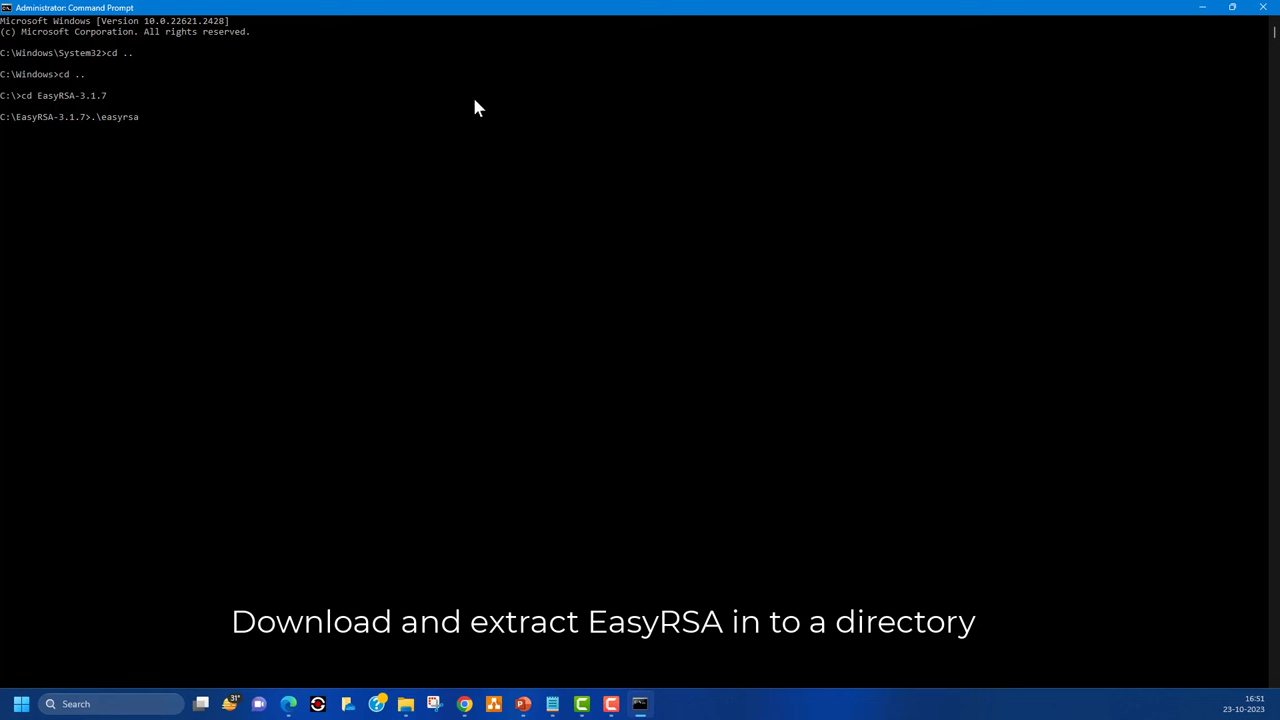 Administrator: Command Prompt
Microsoft Windows [Version 10.0.22621.2428]
(c) Microsoft Corporation. All rights reserved.
C:\Windows\System32>cd ..
C:\Windows>cd ..
C:\>cd EasyRSA-3.1.7
C:\EasyRSA-3.1.7>.\easyrsa
Download and extract EasyRSA in to a directory
Search
31°
16:51
23-10-2023